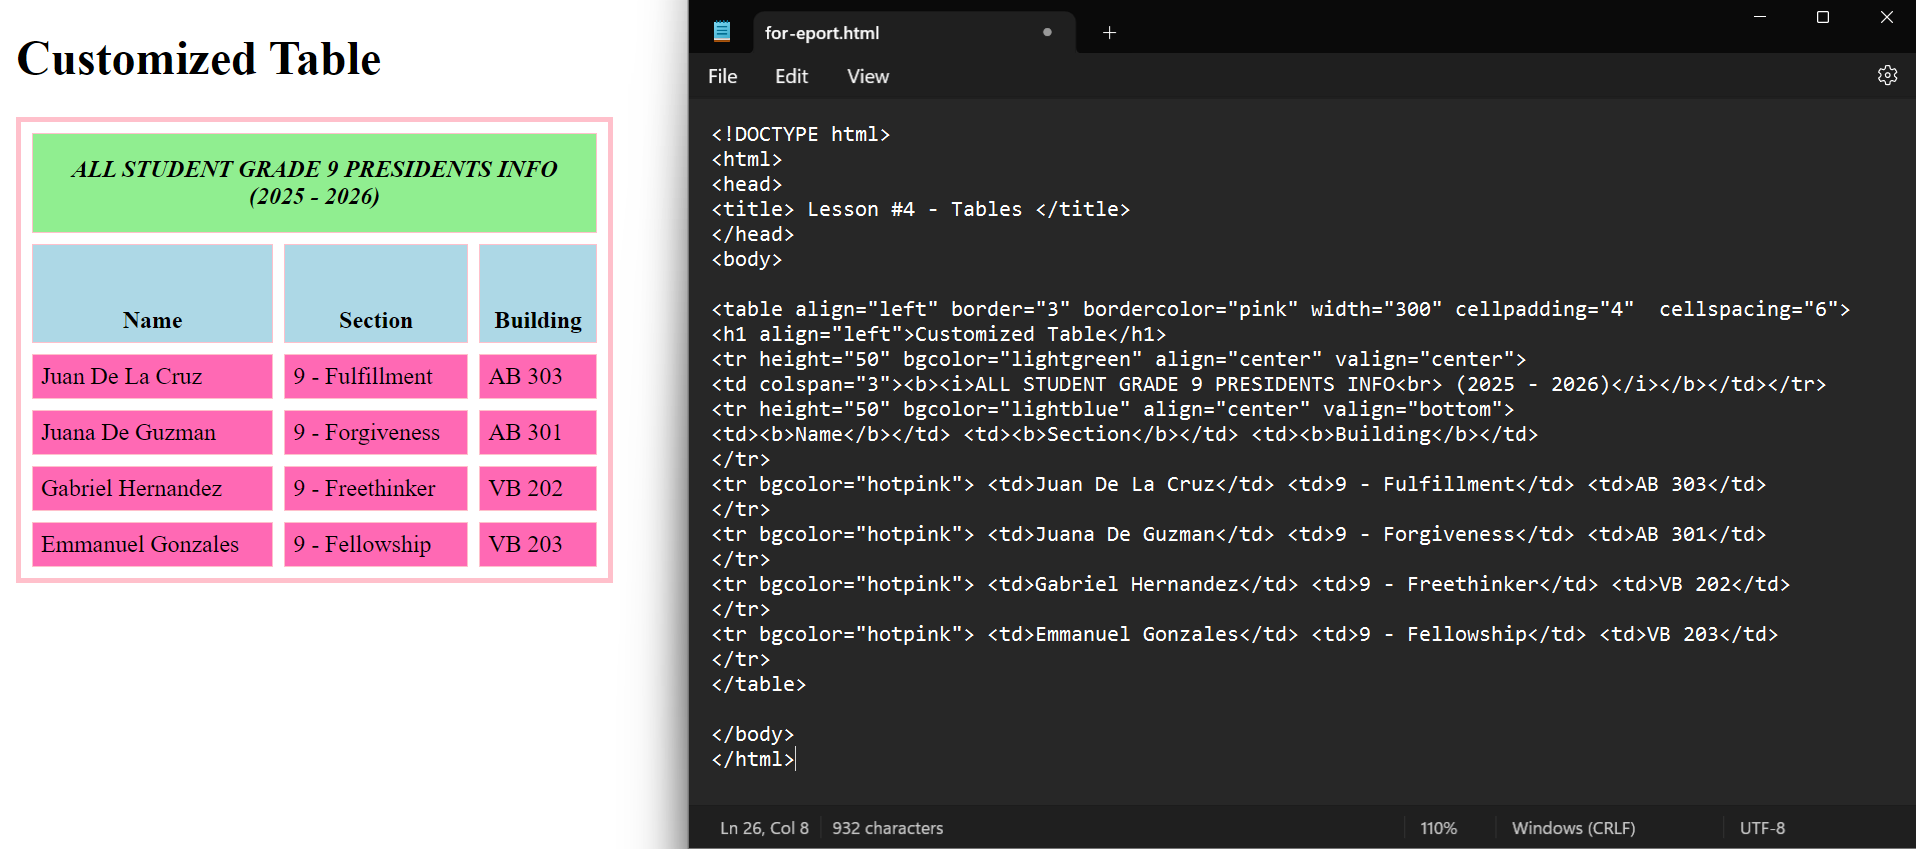 Customized Table
ALL STUDENT GRADE 9 PRESIDENTS INFO
(2025 - 2026)
Name Section Building
Juan De La Cruz 9 - Fulfillment AB 303
Juana De Guzman 9 - Forgiveness AB 301
Gabriel Hernandez 9 - Freethinker VB 202
Emmanuel Gonzales 9 - Fellowship VB 203
for-eport.html
File Edit View
<!DOCTYPE html>
<html>
<head>
<title> Lesson #4 - Tables </title>
</head>
<body>
<table align="left" border="3" bordercolor="pink" width="300" cellpadding="4"  cellspacing="6">
<h1 align="left">Customized Table</h1>
<tr height="50" bgcolor="lightgreen" align="center" valign="center">
<td colspan="3"><b><i>ALL STUDENT GRADE 9 PRESIDENTS INFO<br> (2025 - 2026)</i></b></td></tr>
<tr height="50" bgcolor="lightblue" align="center" valign="bottom">
<td><b>Name</b></td> <td><b>Section</b></td> <td><b>Building</b></td>
</tr>
<tr bgcolor="hotpink"> <td>Juan De La Cruz</td> <td>9 - Fulfillment</td> <td>AB 303</td>
</tr>
<tr bgcolor="hotpink"> <td>Juana De Guzman</td> <td>9 - Forgiveness</td> <td>AB 301</td>
</tr>
<tr bgcolor="hotpink"> <td>Gabriel Hernandez</td> <td>9 - Freethinker</td> <td>VB 202</td>
</tr>
<tr bgcolor="hotpink"> <td>Emmanuel Gonzales</td> <td>9 - Fellowship</td> <td>VB 203</td>
</tr>
</table>
</body>
</html>
Ln 26, Col 8 932 characters 110% Windows (CRLF) UTF-8